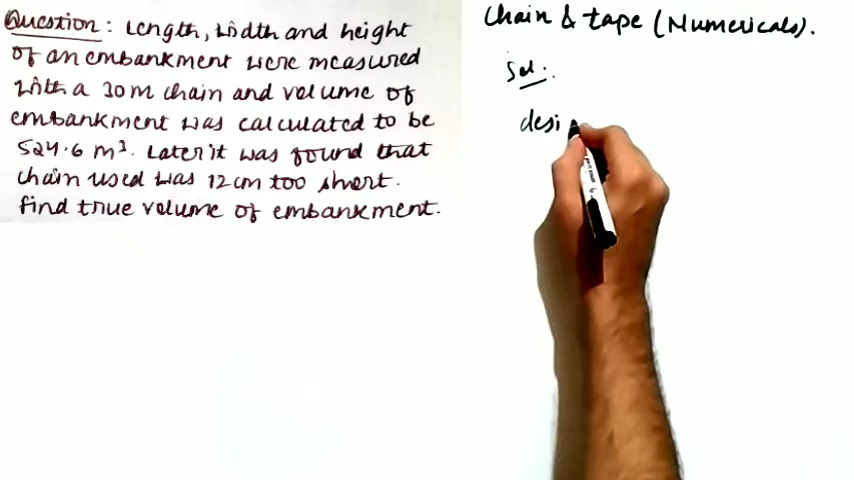 Question: Length, width and height
of an embankment were measured
with a 30m chain and volume of
embankment was calculated to be
524.6 m³. Later it was found that
chain used was 12 cm too short.
find true volume of embankment.
Chain & tape (Numericals).
Sol.
desi